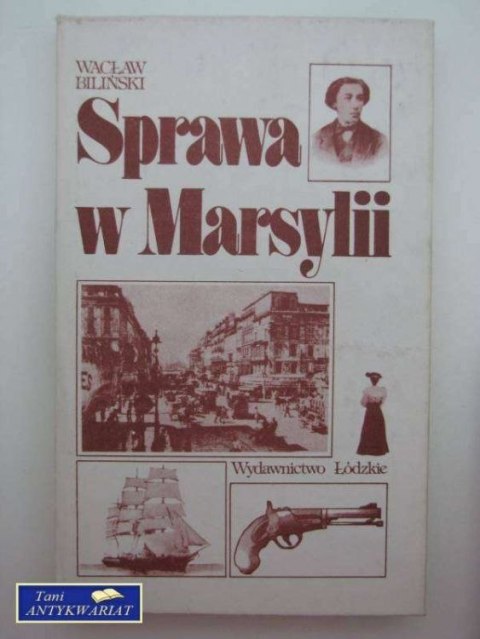 WACŁAW
BILIŃSKI
Sprawa
w Marsylii
Wydawnictwo Łódzkie
Tani
ANTYKWARIAT